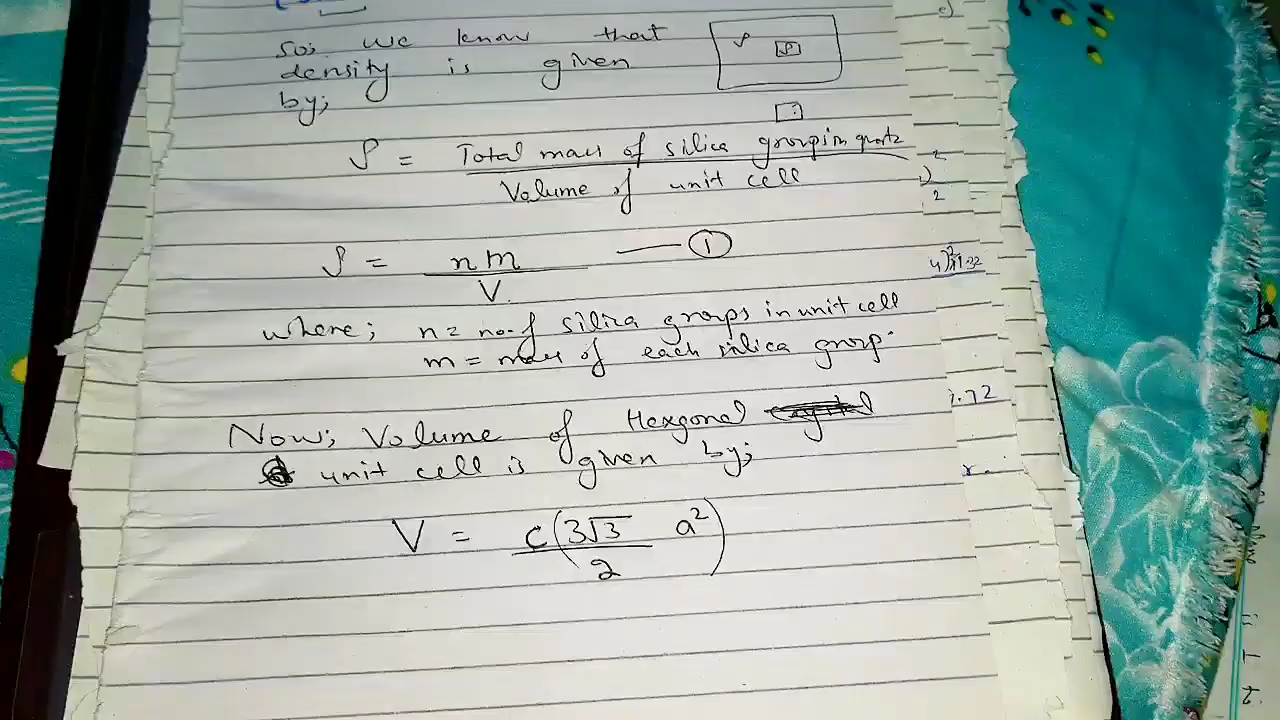 so; we know that
density is given
by;
ρ = Total mass of silica group in quartz
Volume of unit cell
ρ = nm / V —— ①
where; n = no. of silica groups in unit cell
m = mass of each silica group.
Now; Volume of Hexgonal
unit cell is given by;
V = c(3√3 / 2 a²)